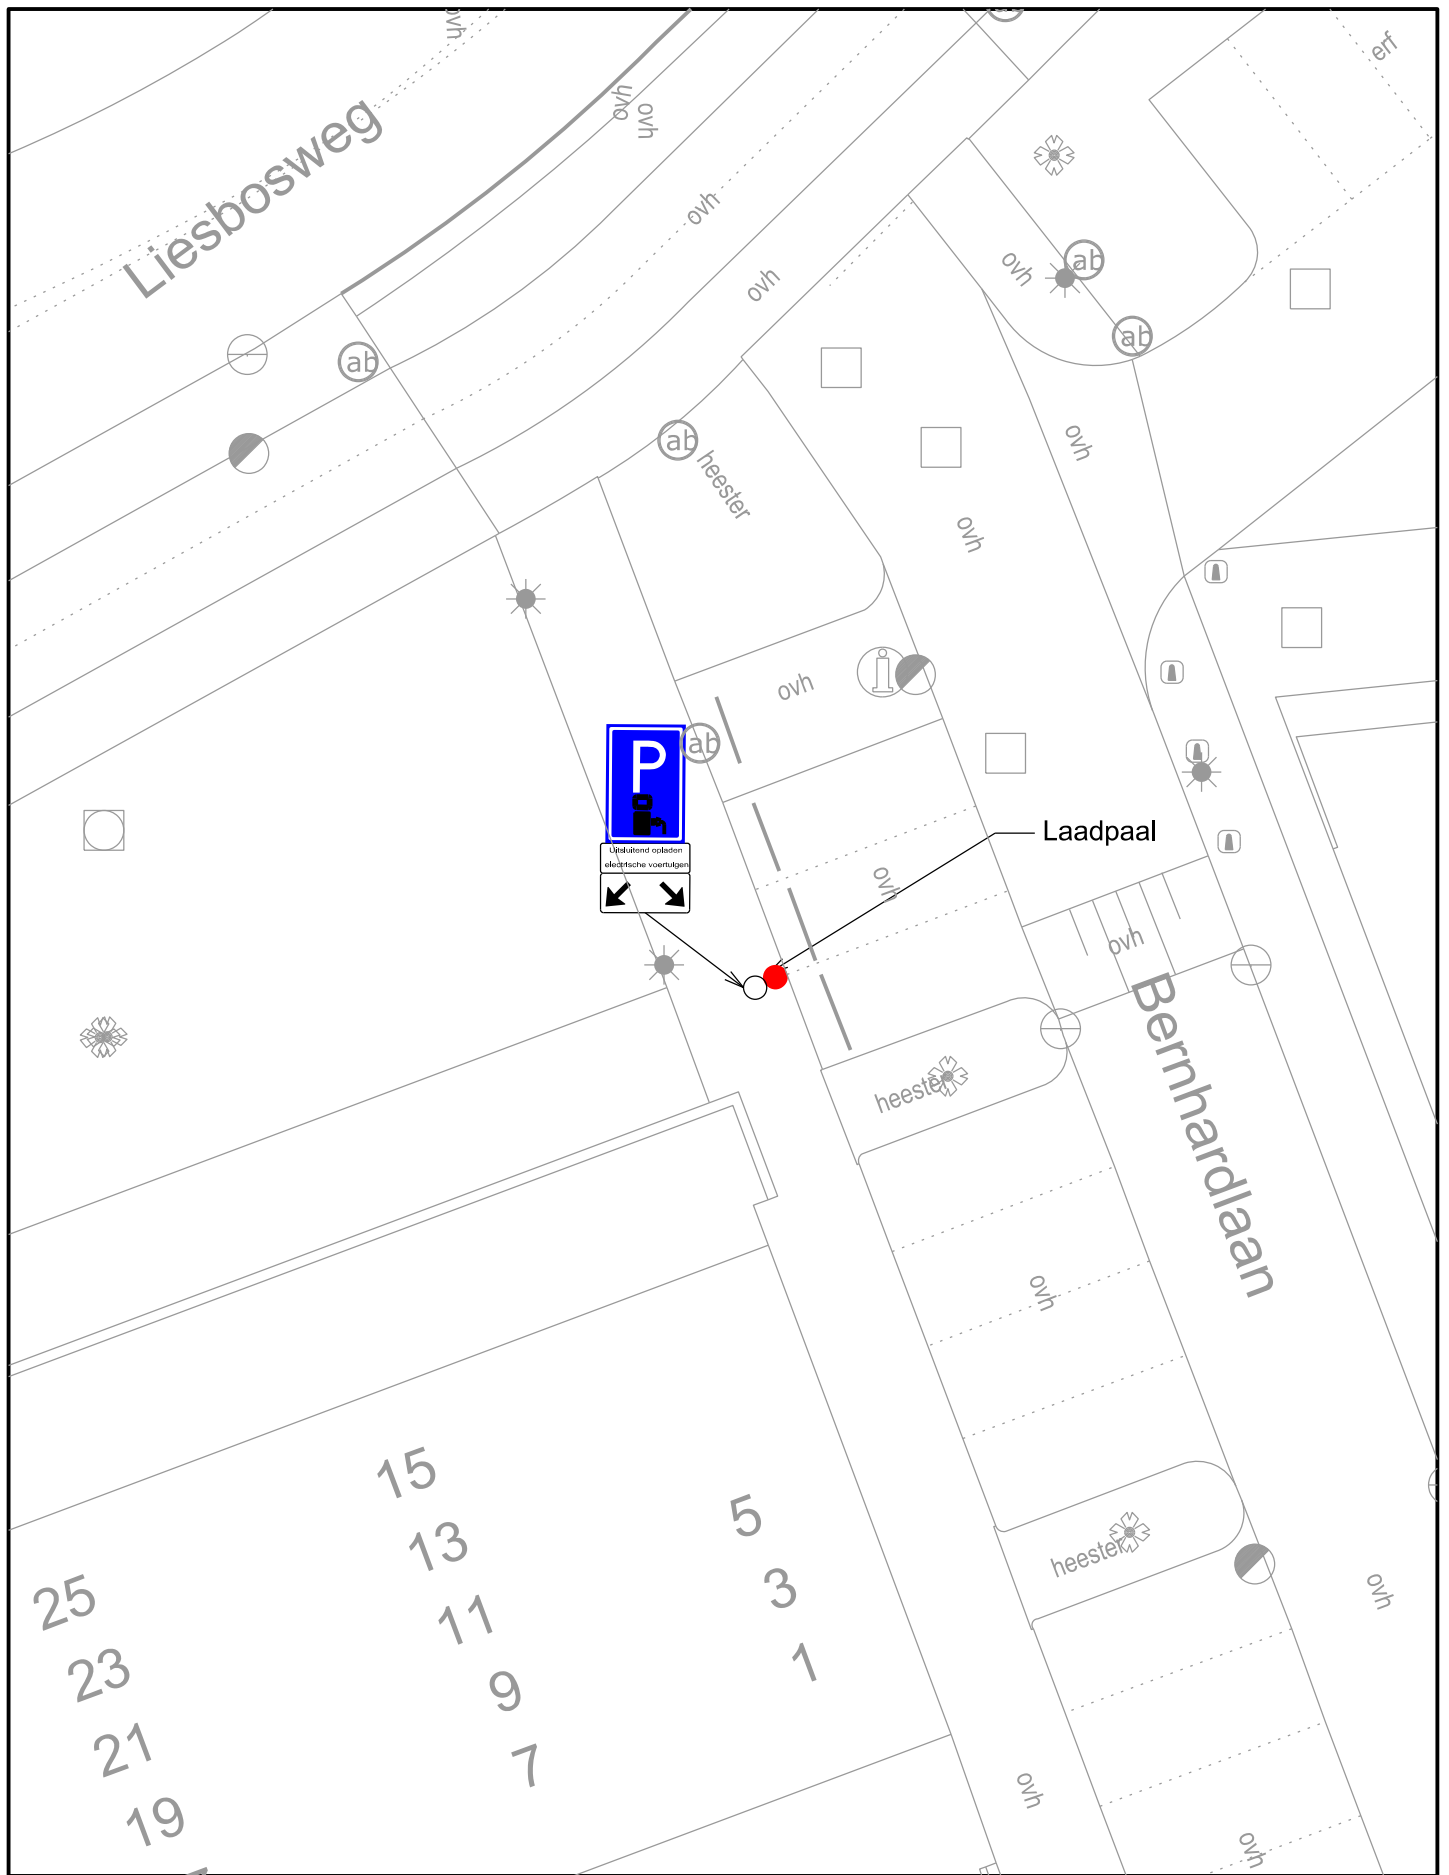 ovh
ovh
ovh
erf
Liesbosweg
ovh
ab
ovh
ovh
ab
ab
ab
ab
heester
ovh
ovh
ovh
ab
P
Uitsluitend opladen
electrische voertuigen
Laadpaal
ovh
ovh
Bernhardlaan
heester
ovh
15
13
11
9
7
5
3
1
25
23
21
19
heester
ovh
ovh
ovh